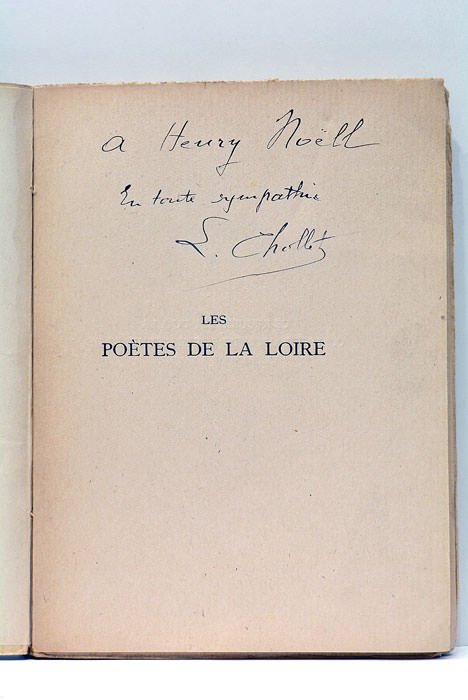 A Henry Noëll
En toute sympathie
L. Chollet
LES
POÈTES DE LA LOIRE